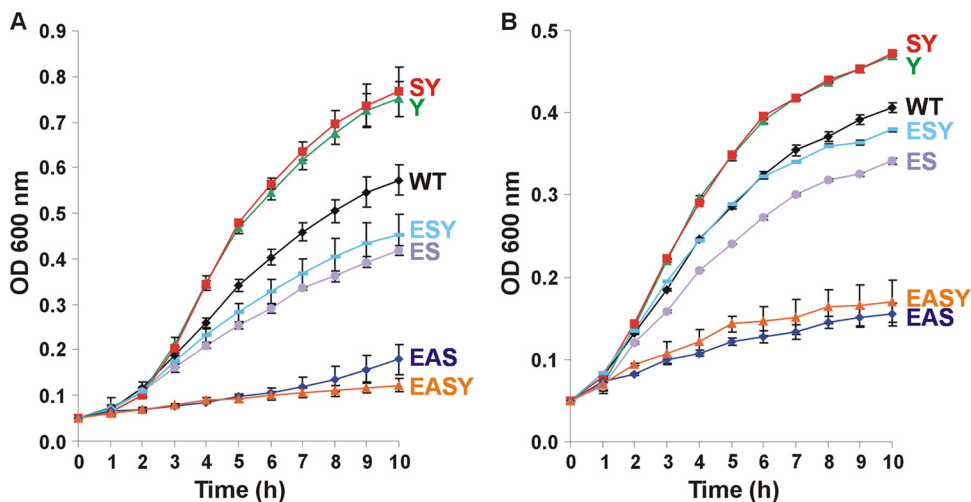 A
OD 600 nm
0.9
0.8
0.7
0.6
0.5
0.4
0.3
0.2
0.1
0.0
0 1 2 3 4 5 6 7 8 9 10
Time (h)
SY
Y
WT
ESY
ES
EAS
EASY
B
OD 600 nm
0.5
0.4
0.3
0.2
0.1
0.0
0 1 2 3 4 5 6 7 8 9 10
Time (h)
SY
Y
WT
ESY
ES
EASY
EAS